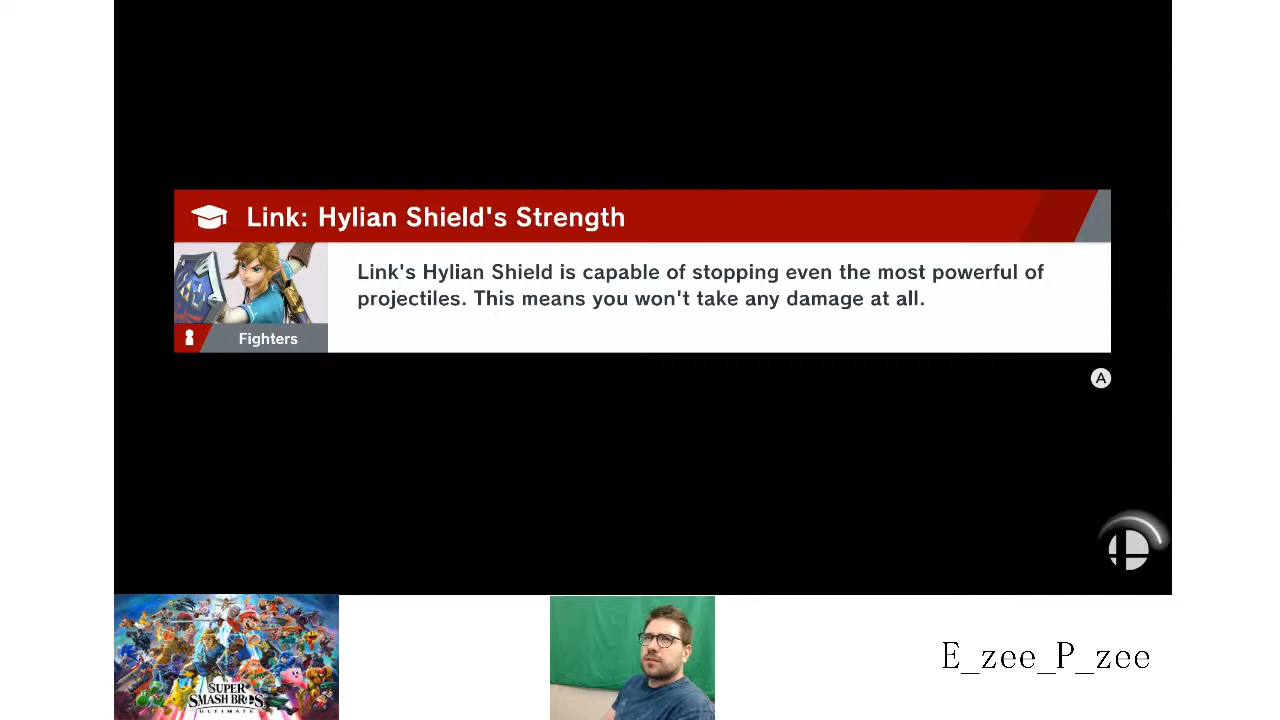 Link: Hylian Shield's Strength
Link's Hylian Shield is capable of stopping even the most powerful of
projectiles. This means you won't take any damage at all.
Fighters
A
SUPER
SMASH BROS.
ULTIMATE
E_zee_P_zee